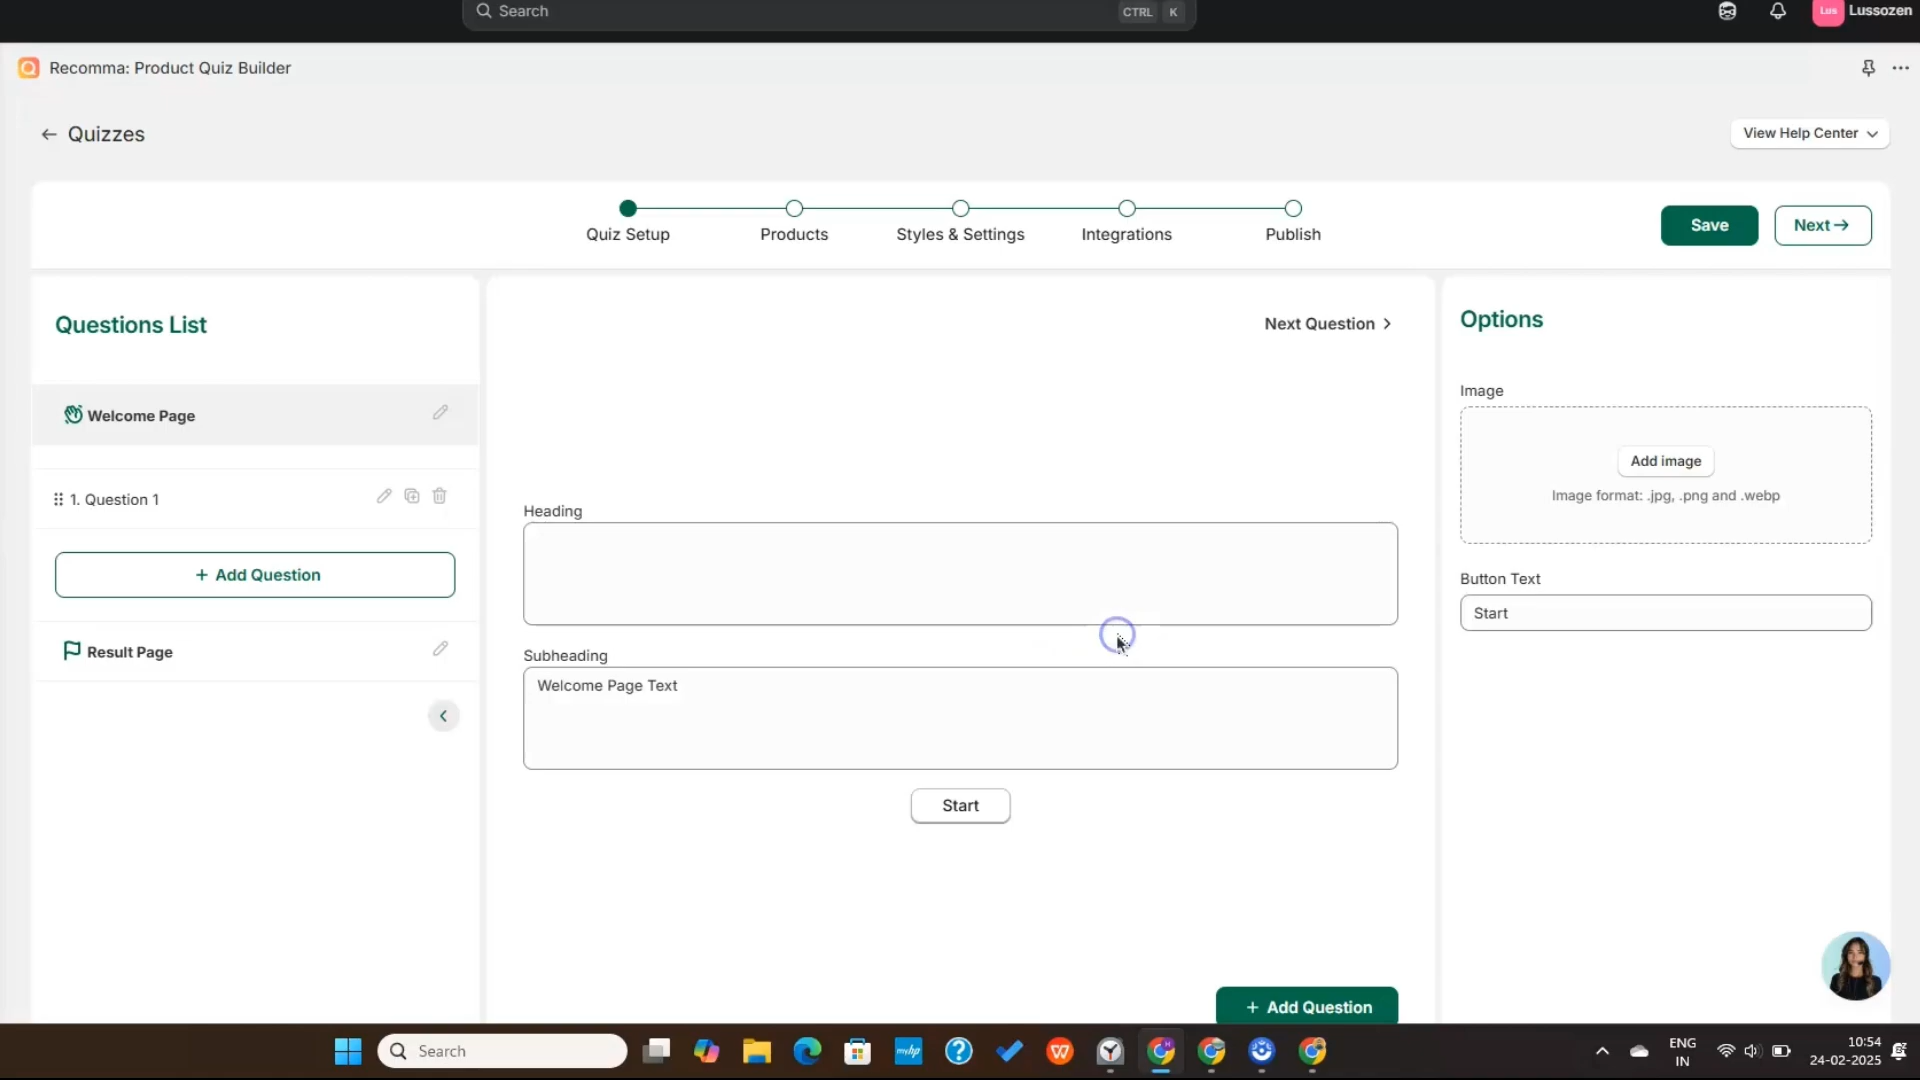 Search
CTRL K
Lus
Lussozen
Recomma: Product Quiz Builder
Quizzes
View Help Center
Quiz Setup
Products
Styles & Settings
Integrations
Publish
Save
Next
Questions List
Welcome Page
1. Question 1
+ Add Question
Result Page
Next Question
Heading
Subheading
Welcome Page Text
Start
+ Add Question
Options
Image
Add image
Image format: .jpg, .png and .webp
Button Text
Start
Search
myhp
ENG
IN
10:54
24-02-2025